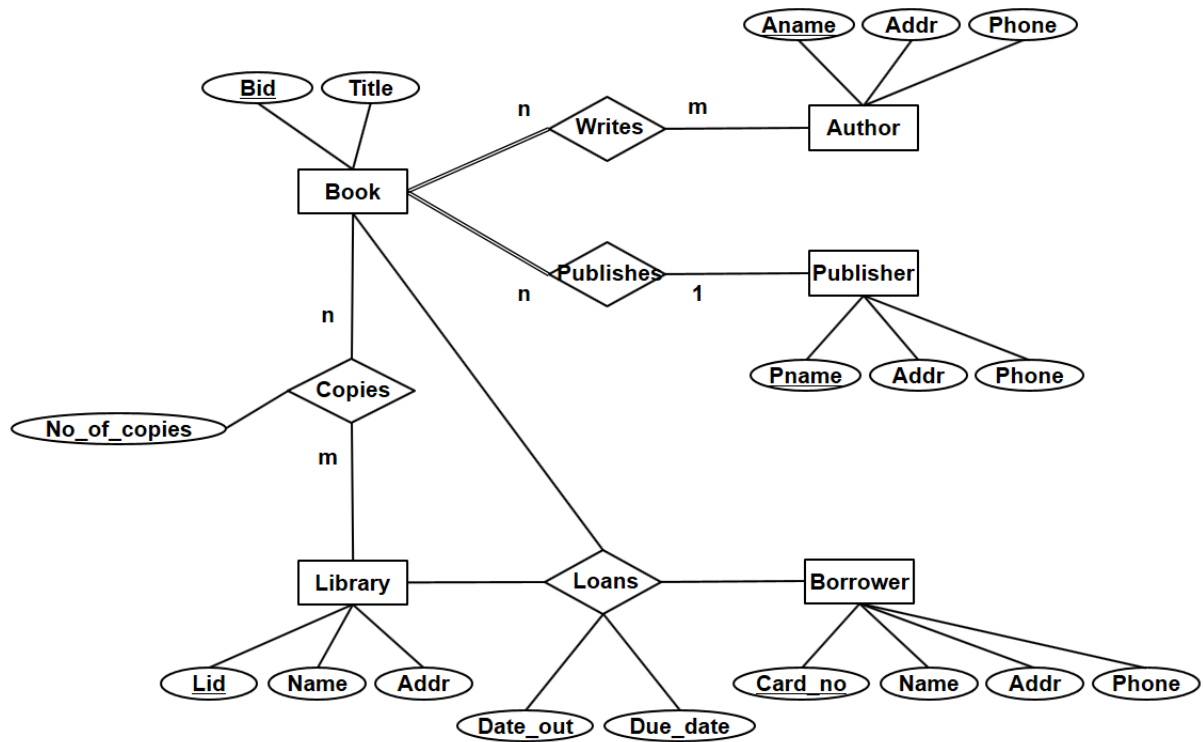 Aname Addr Phone
Bid Title
n Writes m Author
Book
Publishes Publisher
n 1
n
Pname Addr Phone
Copies
No_of_copies
m
Library Loans Borrower
Lid Name Addr Card_no Name Addr Phone
Date_out Due_date